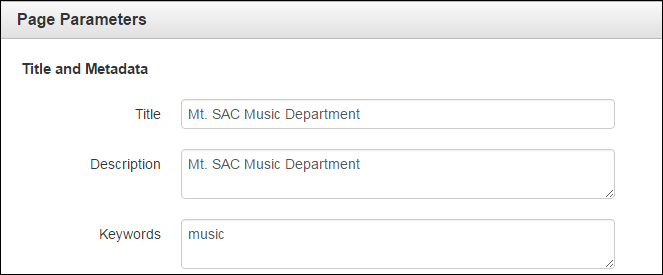 Page Parameters
Title and Metadata
Title Mt. SAC Music Department
Description Mt. SAC Music Department
Keywords music